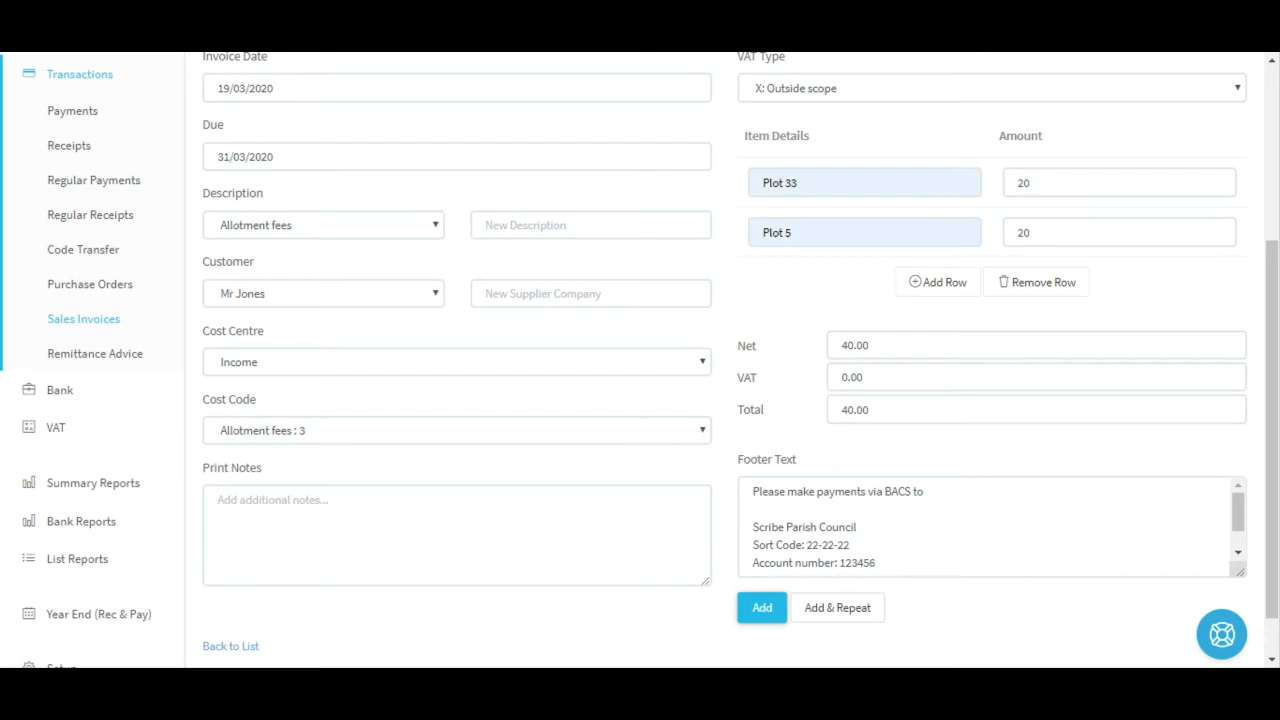 Transactions
Payments
Receipts
Regular Payments
Regular Receipts
Code Transfer
Purchase Orders
Sales Invoices
Remittance Advice
Bank
VAT
Summary Reports
Bank Reports
List Reports
Year End (Rec & Pay)
Setup
Invoice Date
19/03/2020
Due
31/03/2020
Description
Allotment fees
New Description
Customer
Mr Jones
New Supplier Company
Cost Centre
Income
Cost Code
Allotment fees : 3
Print Notes
Add additional notes...
Back to List
VAT Type
X: Outside scope
Item Details Amount
Plot 33 20
Plot 5 20
Add Row Remove Row
Net 40.00
VAT 0.00
Total 40.00
Footer Text
Please make payments via BACS to
Scribe Parish Council
Sort Code: 22-22-22
Account number: 123456
Add Add & Repeat